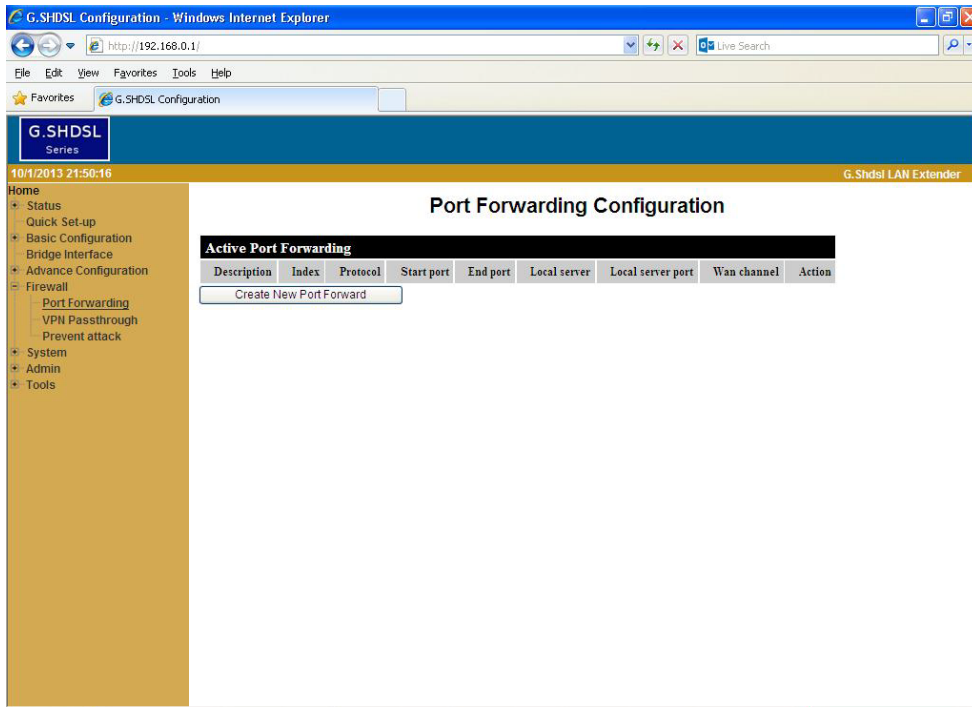 G.SHDSL Configuration - Windows Internet Explorer
http://192.168.0.1/
Live Search
File Edit View Favorites Tools Help
Favorites G.SHDSL Configuration
G.SHDSL
Series
10/1/2013 21:50:16 G.Shdsl LAN Extender
Home
Status
Quick Set-up
Basic Configuration
Bridge Interface
Advance Configuration
Firewall
Port Forwarding
VPN Passthrough
Prevent attack
System
Admin
Tools
Port Forwarding Configuration
Active Port Forwarding
Description Index Protocol Start port End port Local server Local server port Wan channel Action
Create New Port Forward